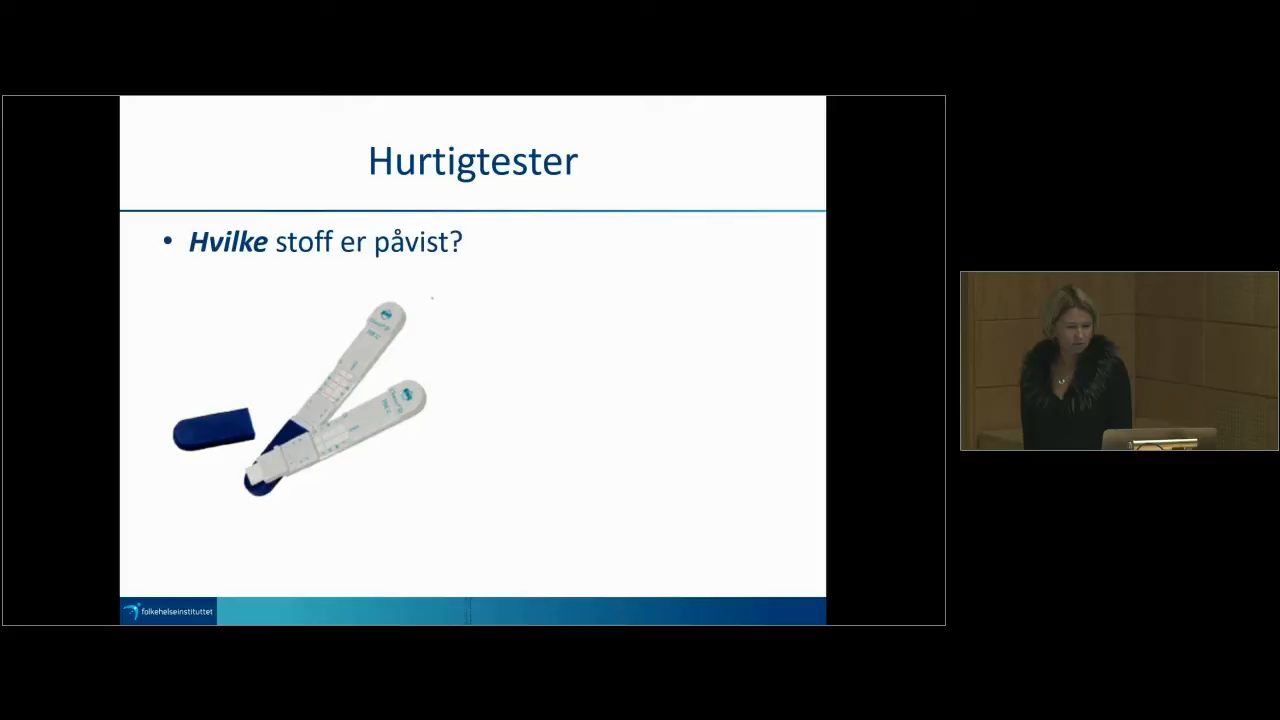 Hurtigtester
• Hvilke stoff er påvist?
folkehelseinstituttet